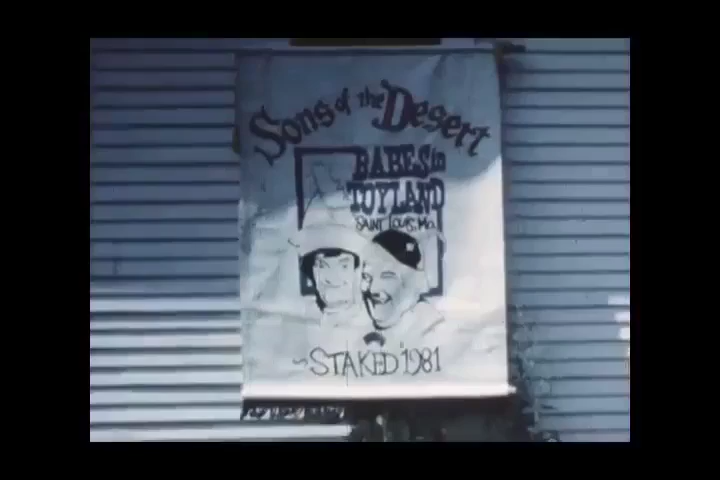 Sons of the Desert
BABES in
TOYLAND
SAINT LOUIS, Mo.
~STAKED 1981